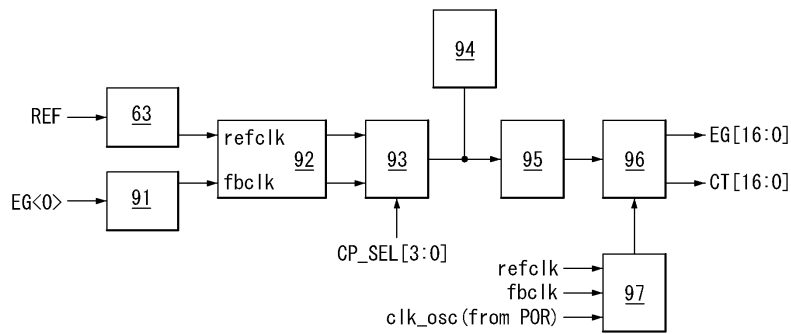 94
REF
63
refclk
92
93
95
96
EG[16:0]
CT[16:0]
EG<0>
91
fbclk
CP_SEL[3:0]
refclk
fbclk
97
clk_osc(from POR)